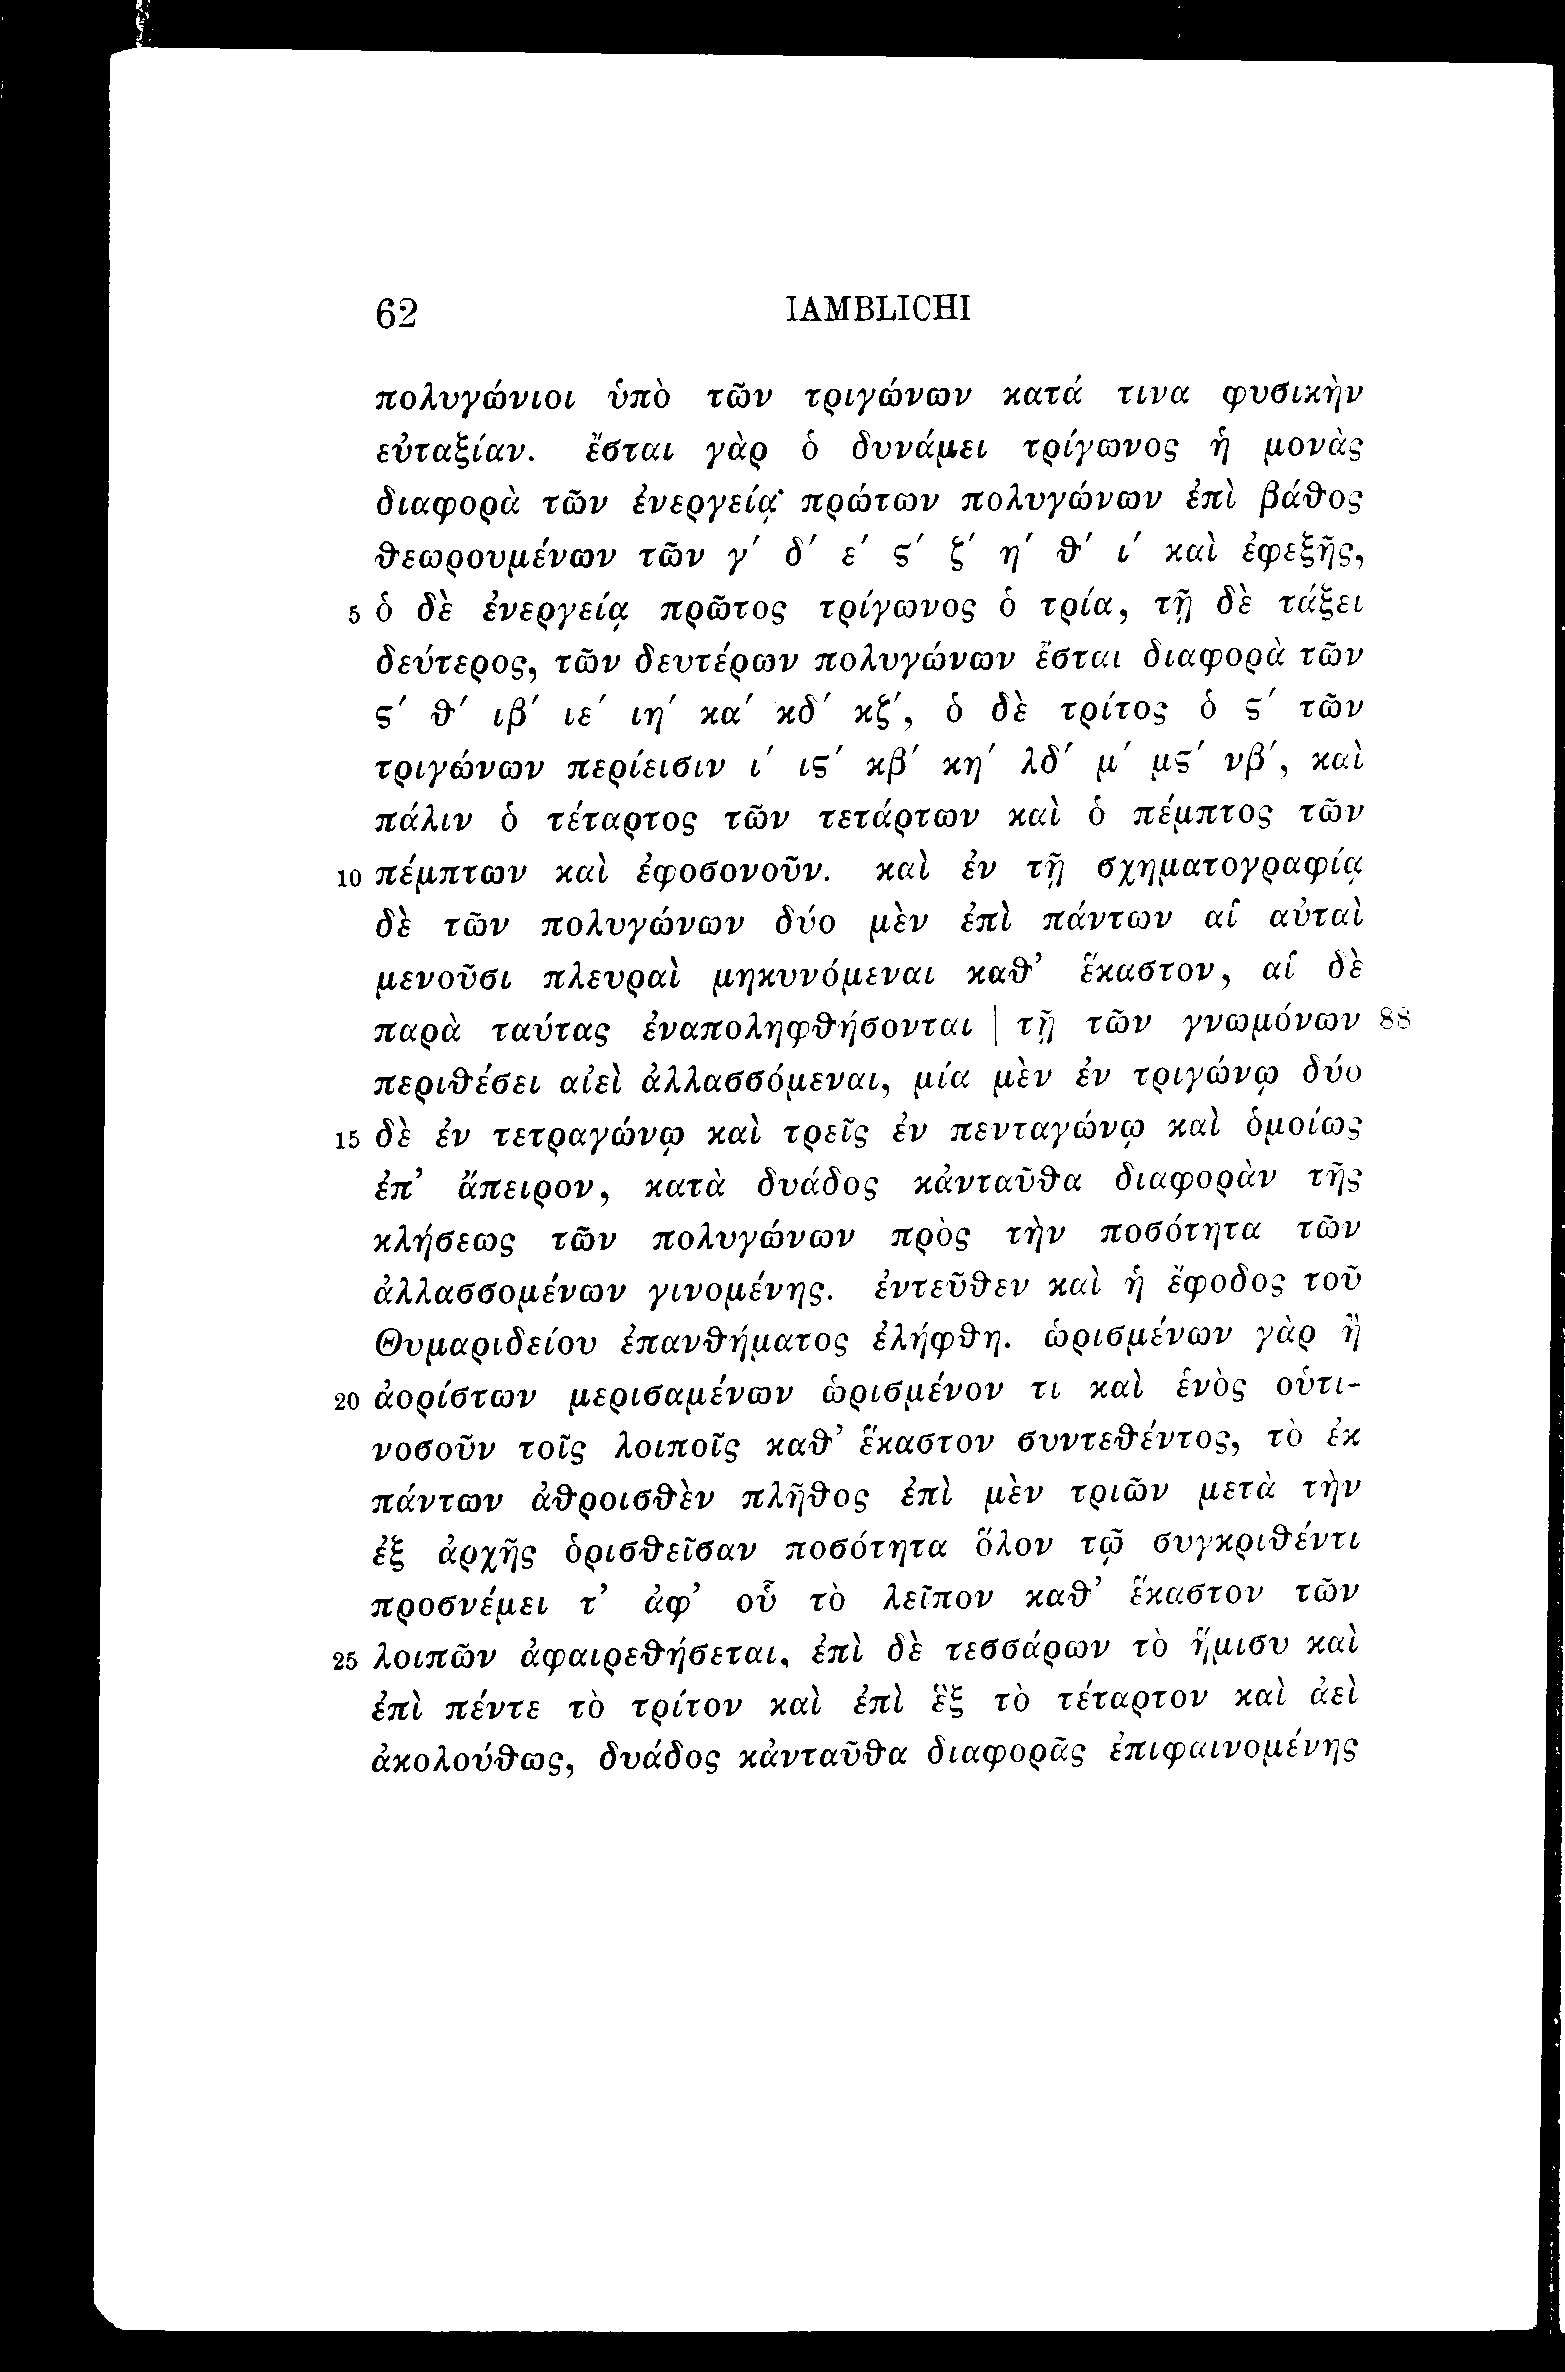 62 IAMBLICHI
πολυγώνιοι ὑπὸ τῶν τριγώνων κατά τινα φυσικὴν
εὐταξίαν. ἔσται γὰρ ὁ δυνάμει τρίγωνος ἡ μονὰς
διαφορὰ τῶν ἐνεργείᾳ πρώτων πολυγώνων ἐπὶ βάθος
θεωρουμένων τῶν γ΄ δ΄ ε΄ ϛ΄ ζ΄ η΄ θ΄ ι΄ καὶ ἐφεξῆς,
5 ὁ δὲ ἐνεργείᾳ πρῶτος τρίγωνος ὁ τρία, τῇ δὲ τάξει
δεύτερος, τῶν δευτέρων πολυγώνων ἔσται διαφορὰ τῶν
ϛ΄ θ΄ ιβ΄ ιε΄ ιη΄ κα΄ κδ΄ κζ΄, ὁ δὲ τρίτος ὁ ϛ΄ τῶν
τριγώνων περίεισιν ι΄ ιϛ΄ κβ΄ κη΄ λδ΄ μ΄ μϛ΄ νβ΄, καὶ
πάλιν ὁ τέταρτος τῶν τετάρτων καὶ ὁ πέμπτος τῶν
10 πέμπτων καὶ ἐφοσονοῦν. καὶ ἐν τῇ σχηματογραφίᾳ
δὲ τῶν πολυγώνων δύο μὲν ἐπὶ πάντων αἱ αὐταὶ
μενοῦσι πλευραὶ μηκυνόμεναι καθ’ ἕκαστον, αἱ δὲ
παρὰ ταύτας ἐναποληφθήσονται | τῇ τῶν γνωμόνων 88
περιθέσει αἰεὶ ἀλλασσόμεναι, μία μὲν ἐν τριγώνῳ δύο
15 δὲ ἐν τετραγώνῳ καὶ τρεῖς ἐν πενταγώνῳ καὶ ὁμοίως
ἐπ’ ἄπειρον, κατὰ δυάδος κἀνταῦθα διαφορὰν τῆς
κλήσεως τῶν πολυγώνων πρὸς τὴν ποσότητα τῶν
ἀλλασσομένων γινομένης. ἐντεῦθεν καὶ ἡ ἔφοδος τοῦ
Θυμαριδείου ἐπανθήματος ἐλήφθη. ὡρισμένων γὰρ ἢ
20 ἀορίστων μερισαμένων ὡρισμένον τι καὶ ἑνὸς οὑτι-
νοσοῦν τοῖς λοιποῖς καθ’ ἕκαστον συντεθέντος, τὸ ἐκ
πάντων ἀθροισθὲν πλῆθος ἐπὶ μὲν τριῶν μετὰ τὴν
ἐξ ἀρχῆς ὁρισθεῖσαν ποσότητα ὅλον τῷ συγκριθέντι
προσνέμει τ’ ἀφ’ οὗ τὸ λεῖπον καθ’ ἕκαστον τῶν
25 λοιπῶν ἀφαιρεθήσεται, ἐπὶ δὲ τεσσάρων τὸ ἥμισυ καὶ
ἐπὶ πέντε τὸ τρίτον καὶ ἐπὶ ἓξ τὸ τέταρτον καὶ ἀεὶ
ἀκολούθως, δυάδος κἀνταῦθα διαφορᾶς ἐπιφαινομένης